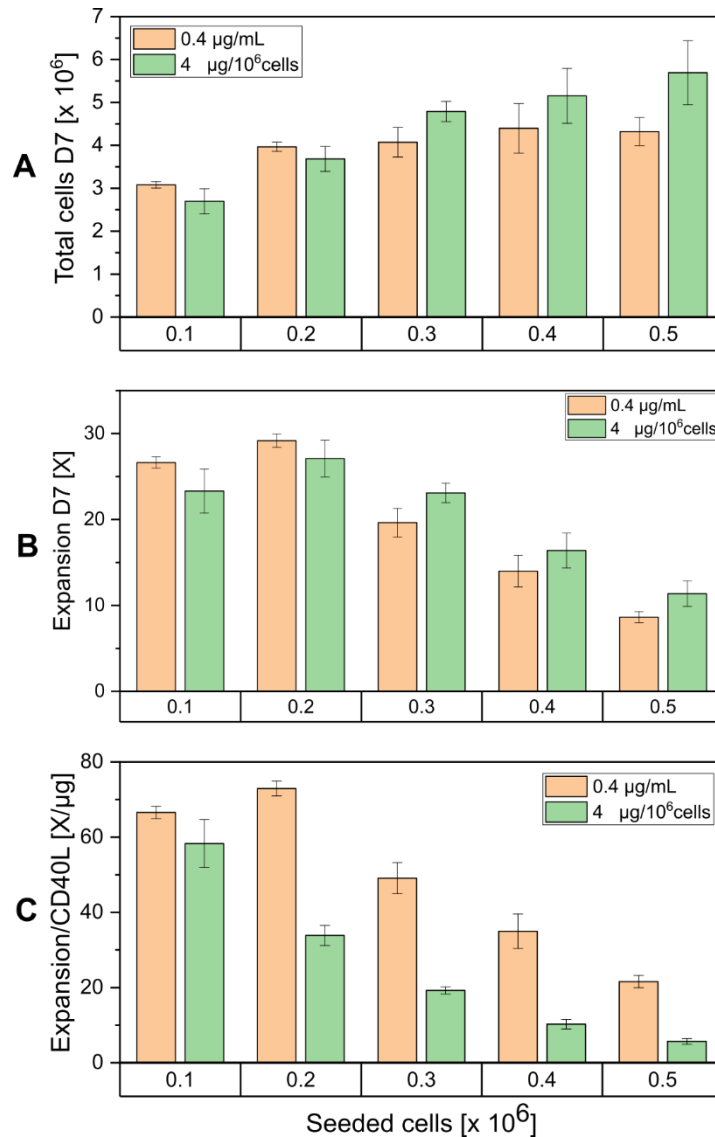 A
Total cells D7 [x 10⁶]
7
6
5
4
3
2
1
0
0.4 µg/mL
4 µg/10⁶cells
0.1 0.2 0.3 0.4 0.5
B
Expansion D7 [X]
30
20
10
0
0.4 µg/mL
4 µg/10⁶cells
0.1 0.2 0.3 0.4 0.5
C
Expansion/CD40L [X/µg]
80
60
40
20
0
0.4 µg/mL
4 µg/10⁶cells
0.1 0.2 0.3 0.4 0.5
Seeded cells [x 10⁶]